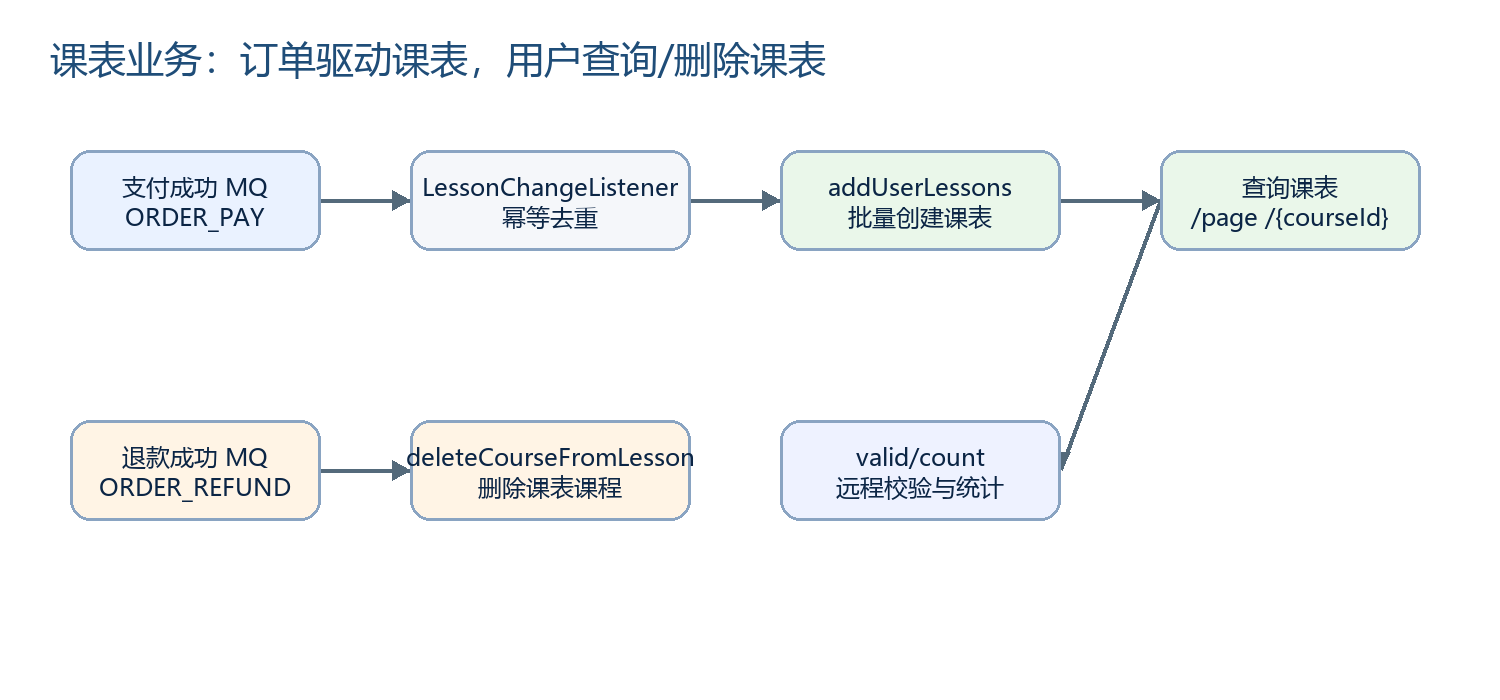 课表业务：订单驱动课表，用户查询/删除课表
支付成功 MQ
ORDER_PAY
LessonChangeListener
幂等去重
addUserLessons
批量创建课表
查询课表
/page /{courseId}
退款成功 MQ
ORDER_REFUND
deleteCourseFromLesson
删除课表课程
valid/count
远程校验与统计